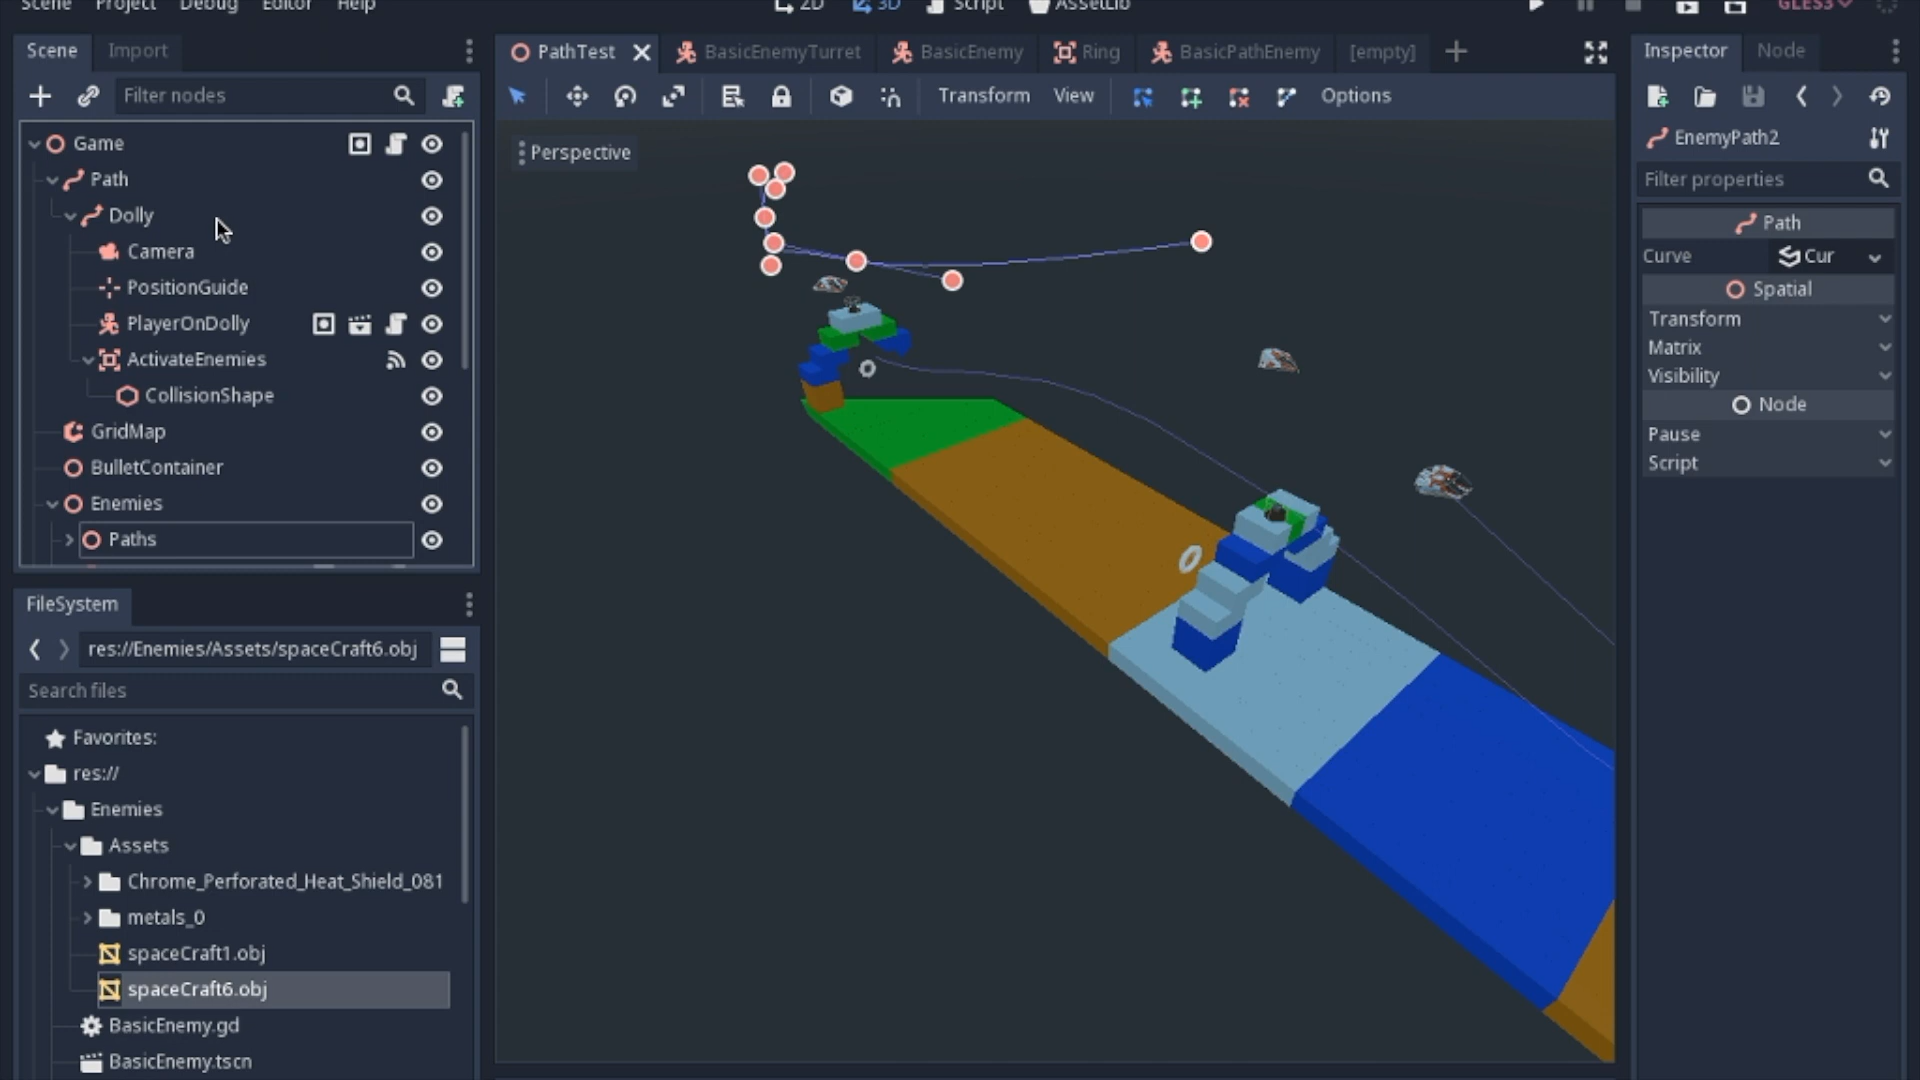 Scene Project Debug Editor Help
2D 3D Script AssetLib
GLES3
Scene Import
Filter nodes
Game
Path
Dolly
Camera
PositionGuide
PlayerOnDolly
ActivateEnemies
CollisionShape
GridMap
BulletContainer
Enemies
Paths
FileSystem
res://Enemies/Assets/spaceCraft6.obj
Search files
Favorites:
res://
Enemies
Assets
Chrome_Perforated_Heat_Shield_081
metals_0
spaceCraft1.obj
spaceCraft6.obj
BasicEnemy.gd
BasicEnemy.tscn
PathTest BasicEnemyTurret BasicEnemy Ring BasicPathEnemy [empty]
Transform View Options
Perspective
Inspector Node
EnemyPath2
Filter properties
Path
Curve Cur
Spatial
Transform
Matrix
Visibility
Node
Pause
Script